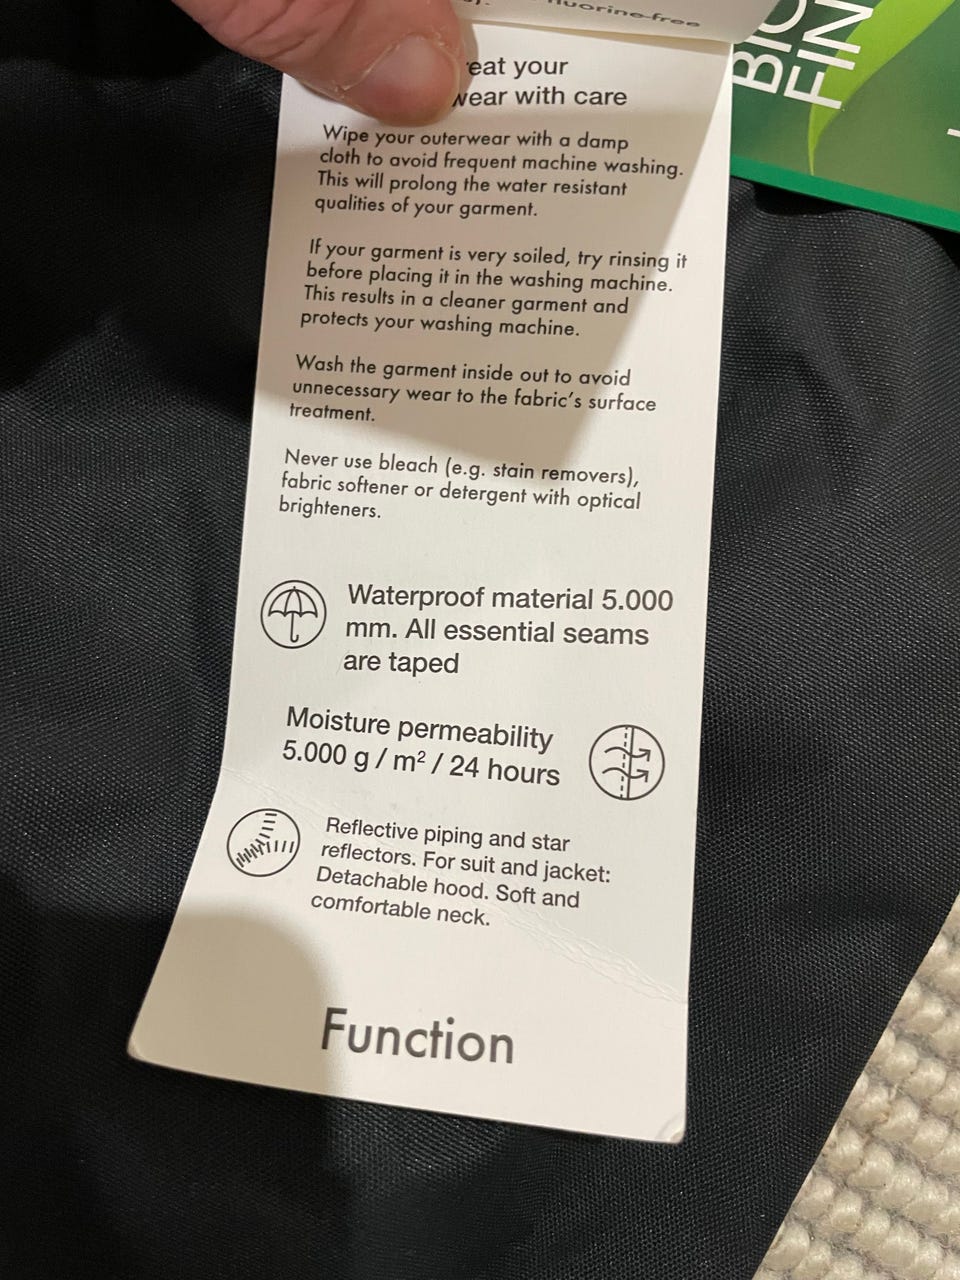 fluorine-free
BIO
FIN
eat your
wear with care
Wipe your outerwear with a damp
cloth to avoid frequent machine washing.
This will prolong the water resistant
qualities of your garment.
If your garment is very soiled, try rinsing it
before placing it in the washing machine.
This results in a cleaner garment and
protects your washing machine.
Wash the garment inside out to avoid
unnecessary wear to the fabric's surface
treatment.
Never use bleach (e.g. stain removers),
fabric softener or detergent with optical
brighteners.
Waterproof material 5.000
mm. All essential seams
are taped
Moisture permeability
5.000 g / m² / 24 hours
Reflective piping and star
reflectors. For suit and jacket:
Detachable hood. Soft and
comfortable neck.
Function